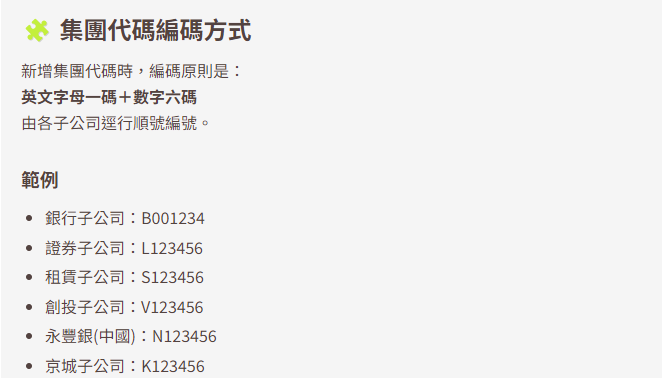 集團代碼編碼方式
新增集團代碼時，編碼原則是：
英文字母一碼＋數字六碼
由各子公司逕行順號編號。
範例
• 銀行子公司：B001234
• 證券子公司：L123456
• 租賃子公司：S123456
• 創投子公司：V123456
• 永豐銀(中國)：N123456
• 京城子公司：K123456